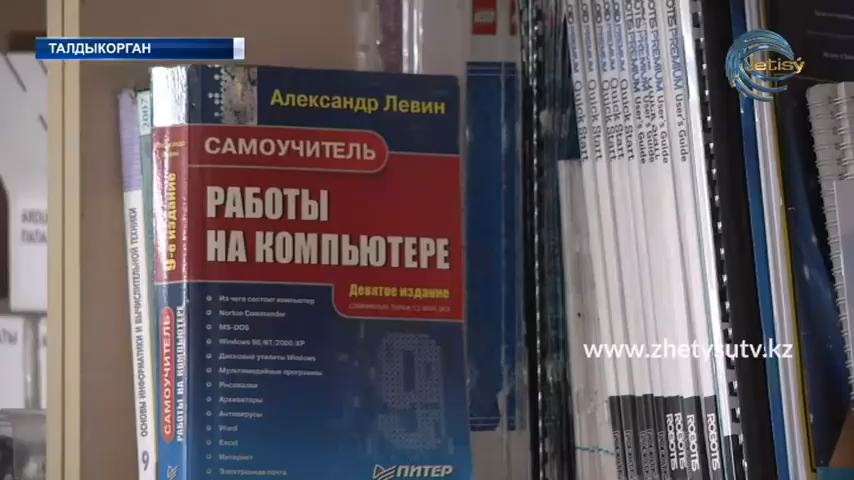 ТАЛДЫКОРГАН
Jetisý
Александр Левин
САМОУЧИТЕЛЬ
РАБОТЫ
НА КОМПЬЮТЕРЕ
Девятое издание
Из чего состоит компьютер
Norton Commander
MS-DOS
Windows 98/NT/2000/XP
Дисковые утилиты Windows
Мультимедийные программы
Рисовалки
Архиваторы
Антивирусы
Word
Excel
Интернет
Электронная почта
ПИТЕР
9-е издание
САМОУЧИТЕЛЬ
РАБОТЫ НА КОМПЬЮТЕРЕ
2007
ОСНОВЫ ИНФОРМАТИКИ И ВЫЧИСЛИТЕЛЬНОЙ ТЕХНИКИ
9
PREMIUM Quick Start
PREMIUM User's Guide
ROBOTIS
ROBOTIS
ROBOTIS
www.zhetysutv.kz